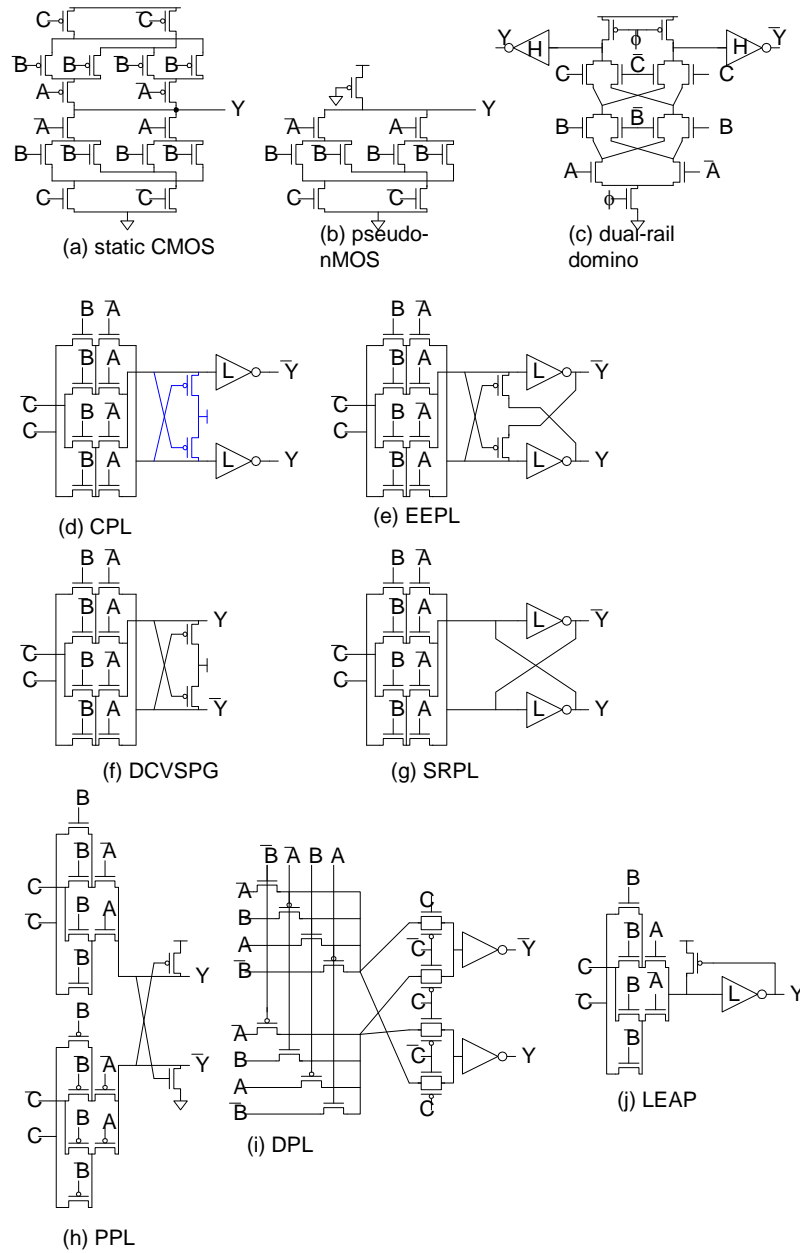 C C̅
B̅ B B̅ B
A A̅
Y
A̅ A
B B̅ B B̅
C C̅
(a) static CMOS
Y
A̅ A
B B̅ B B̅
C C̅
(b) pseudo-
nMOS
Y H ϕ H Y̅
C C̅ C
B B̅ B
A A̅
ϕ
(c) dual-rail
domino
B A̅
B̅ A
L Y̅
C̅
B A̅
C
B̅ A
L Y
(d) CPL
B A̅
B̅ A
L Y̅
C̅
B A̅
C
B̅ A
L Y
(e) EEPL
B A̅
B̅ A
Y
C̅
B A̅
C
B̅ A
Y̅
(f) DCVSPG
B A̅
B̅ A
L Y̅
C̅
B A̅
C
B̅ A
L Y
(g) SRPL
B
B̅ A̅
C
B A
C̅
B̅
Y
B
Y̅
B̅ A̅
C̅
B A
C
B̅
(h) PPL
B̅ A̅ B A
A̅
B
A
B̅
A̅
B
A
B̅
C
C̅
Y̅
C
C̅
Y
C
(i) DPL
B
B̅ A
C
B A̅
C̅
B̅
L Y
(j) LEAP